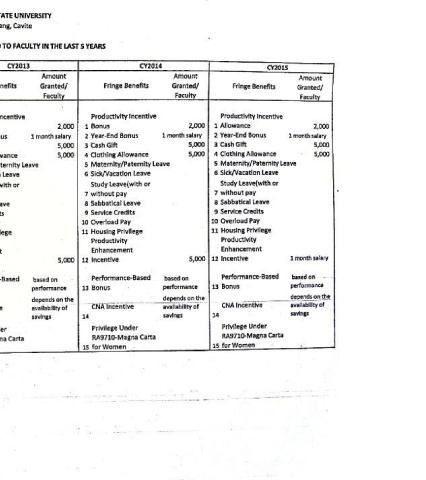 ATE UNIVERSITY
ang, Cavite
TO FACULTY IN THE LAST 5 YEARS
CY2013 CY2014 CY2015
nefits Amount Granted/ Faculty Fringe Benefits Amount Granted/ Faculty Fringe Benefits Amount Granted/ Faculty
ncentive Productivity Incentive Productivity Incentive
2,000 1 Bonus 2,000 1 Allowance 2,000
us 1 month salary 2 Year-End Bonus 1 month salary 2 Year-End Bonus 1 month salary
5,000 3 Cash Gift 5,000 3 Cash Gift 5,000
wance 5,000 4 Clothing Allowance 5,000 4 Clothing Allowance 5,000
ternity Leave 5 Maternity/Paternity Leave 5 Maternity/Paternity Leave
Leave 6 Sick/Vacation Leave 6 Sick/Vacation Leave
with or Study Leave(with or Study Leave(with or
7 without pay 7 without pay
ave 8 Sabbatical Leave 8 Sabbatical Leave
ts 9 Service Credits 9 Service Credits
10 Overload Pay 10 Overload Pay
lege 11 Housing Privilege 11 Housing Privilege
Productivity Productivity
t Enhancement Enhancement
5,000 12 Incentive 5,000 12 Incentive 1 month salary
-Based based on Performance-Based based on Performance-Based based on
performance 13 Bonus performance 13 Bonus performance
depends on the depends on the depends on the
e availability of CNA Incentive availability of CNA Incentive availability of
savings 14 savings 14 savings
er Privilege Under Privilege Under
na Carta RA9710-Magna Carta RA9710-Magna Carta
15 for Women 15 for Women